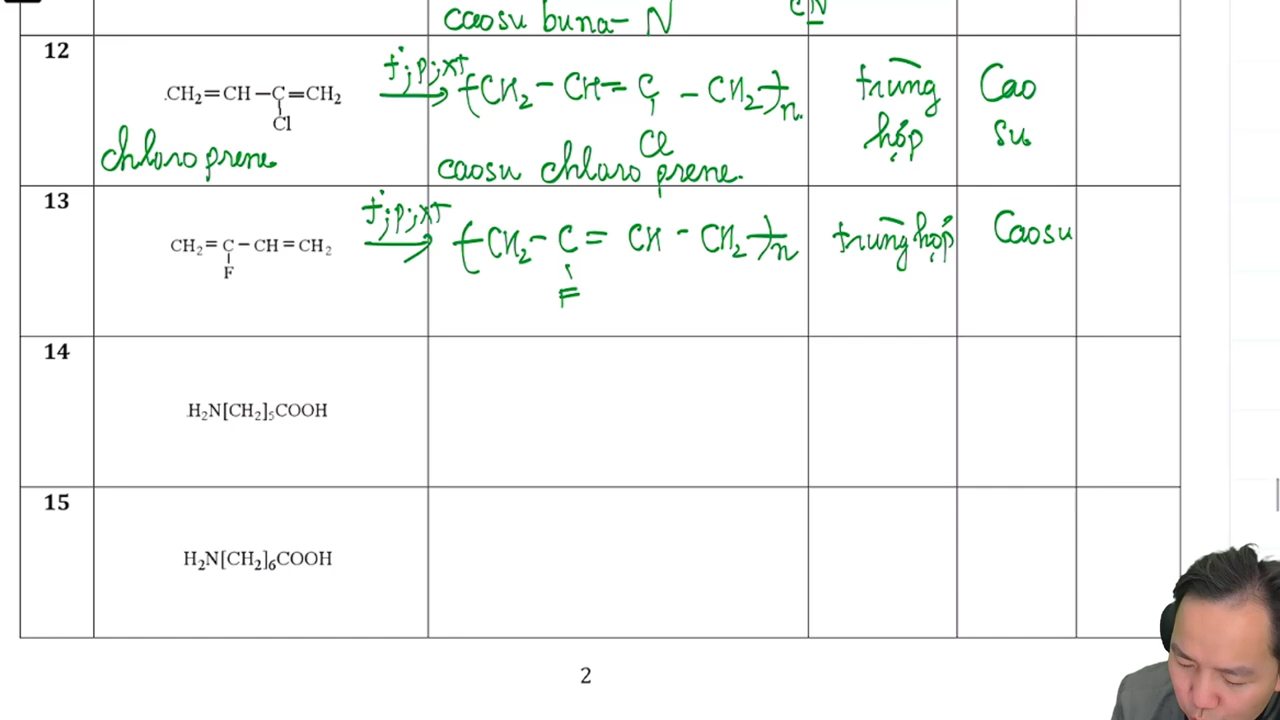 caosu buna- N
CN
12
CH₂=CH-C=CH₂
Cl
t°; p; xt
-(CH₂ - CH = C - CH₂-)n
Cl
trùng hợp
Cao su
chloroprene
caosu chloroprene.
13
CH₂=C-CH=CH₂
F
t°; p; xt
-(CH₂ - C = CH - CH₂-)n
F
trùng hợp
Caosu
14
H₂N[CH₂]₅COOH
15
H₂N[CH₂]₆COOH
2